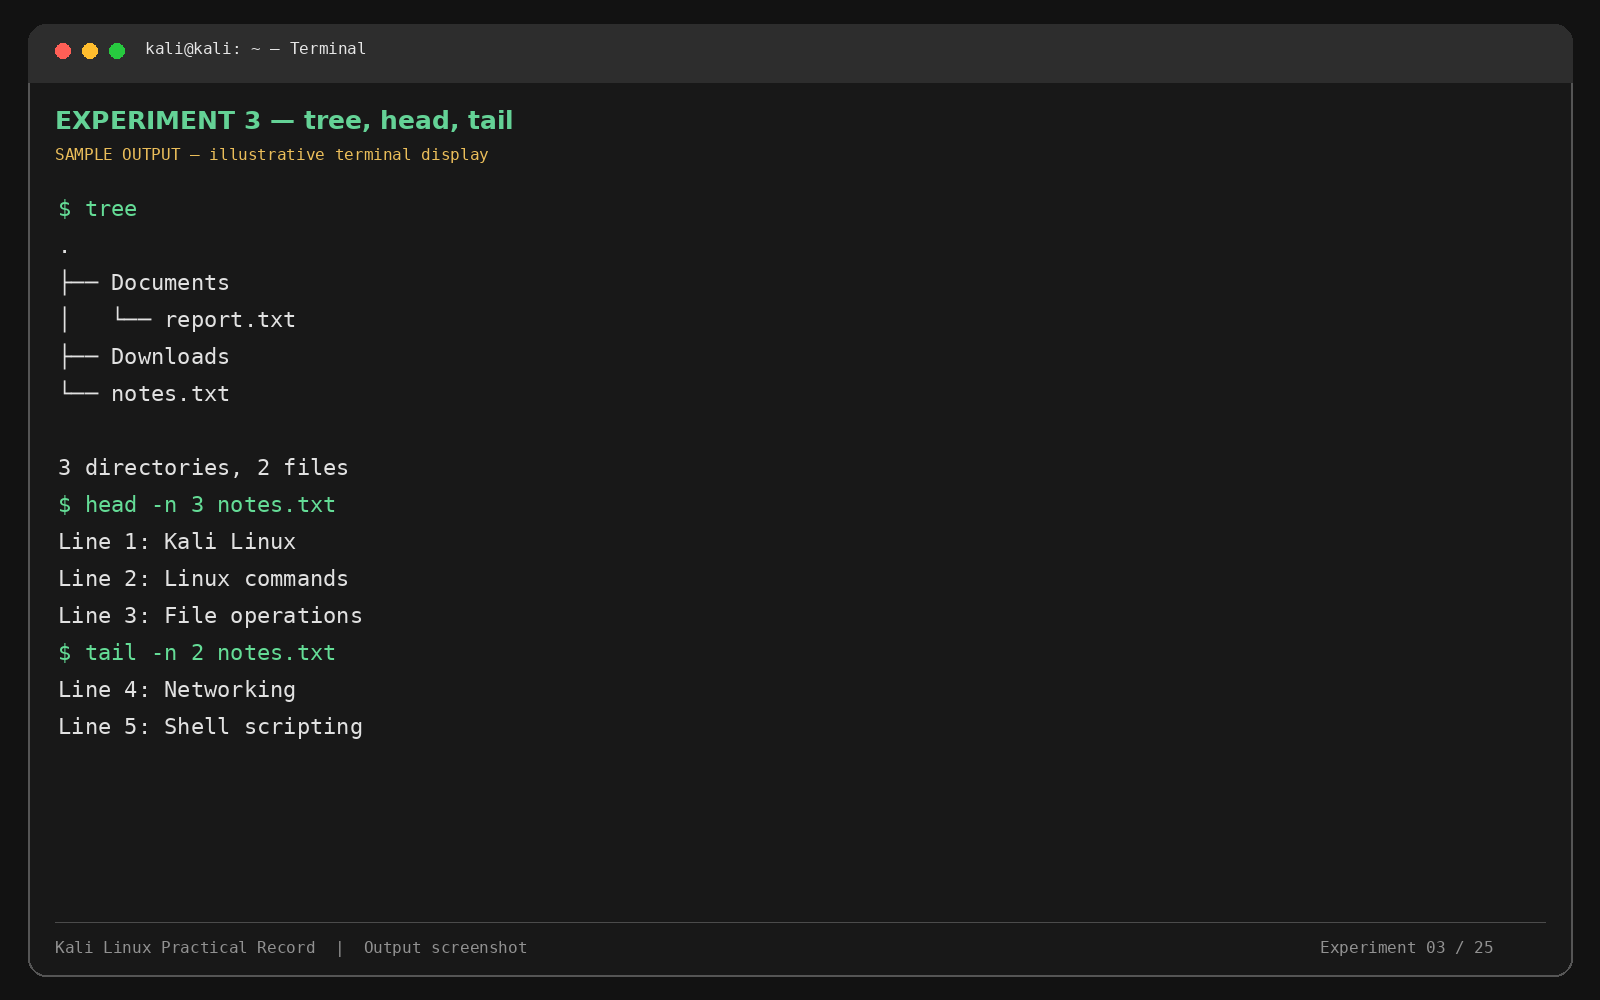 kali@kali: ~ — Terminal
EXPERIMENT 3 — tree, head, tail
SAMPLE OUTPUT — illustrative terminal display
$ tree
.
├── Documents
│   └── report.txt
├── Downloads
└── notes.txt
3 directories, 2 files
$ head -n 3 notes.txt
Line 1: Kali Linux
Line 2: Linux commands
Line 3: File operations
$ tail -n 2 notes.txt
Line 4: Networking
Line 5: Shell scripting
Kali Linux Practical Record  |  Output screenshot
Experiment 03 / 25